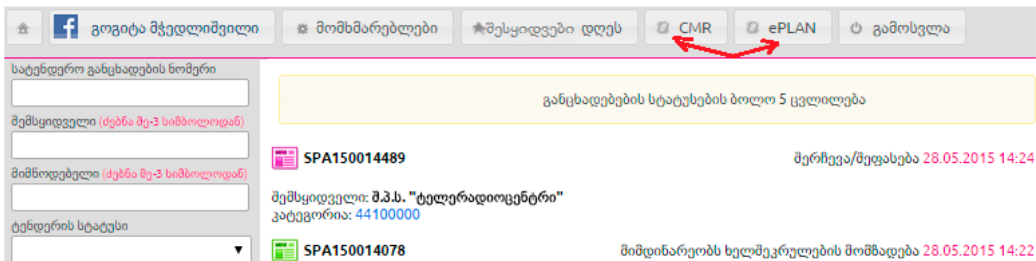 გოგიტა მჭედლიშვილი მომხმარებლები შესყიდვები დღეს CMR ePLAN გამოსვლა
სატენდერო განცხადების ნომერი
განცხადებების სტატუსების ბოლო 5 ცვლილება
შემსყიდველი (ძებნა მე-3 სიმბოლოდან)
მიმწოდებელი (ძებნა მე-3 სიმბოლოდან)
ტენდერის სტატუსი
SPA150014489 შერჩევა/შეფასება 28.05.2015 14:24
შემსყიდველი: შ.პ.ს. "ტელერადიოცენტრი"
კატეგორია: 44100000
SPA150014078 მიმდინარეობს ხელშეკრულების მომზადება 28.05.2015 14:22